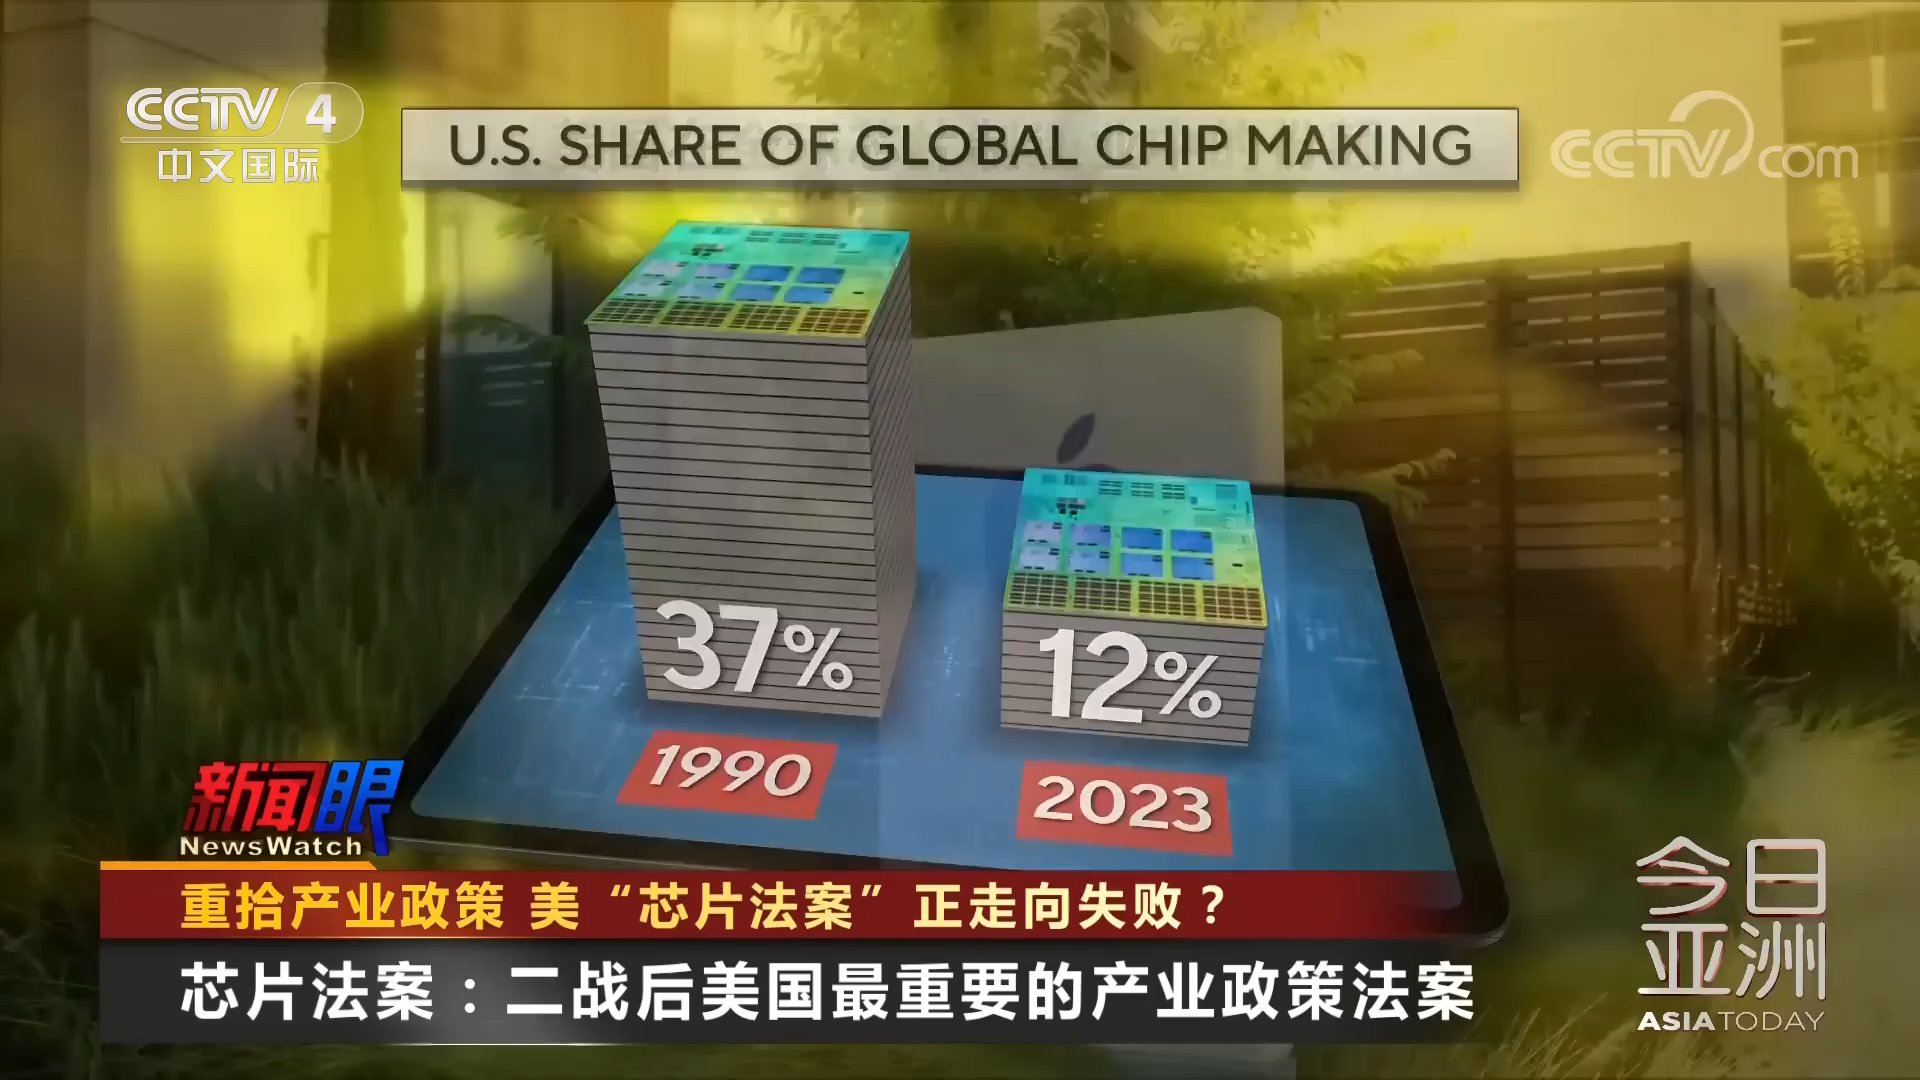 CCTV 4
中文国际
U.S. SHARE OF GLOBAL CHIP MAKING
CCTV.com
37%
12%
1990
2023
新闻眼
NewsWatch
重拾产业政策 美“芯片法案”正走向失败？
芯片法案：二战后美国最重要的产业政策法案
今日
亚洲
ASIA TODAY